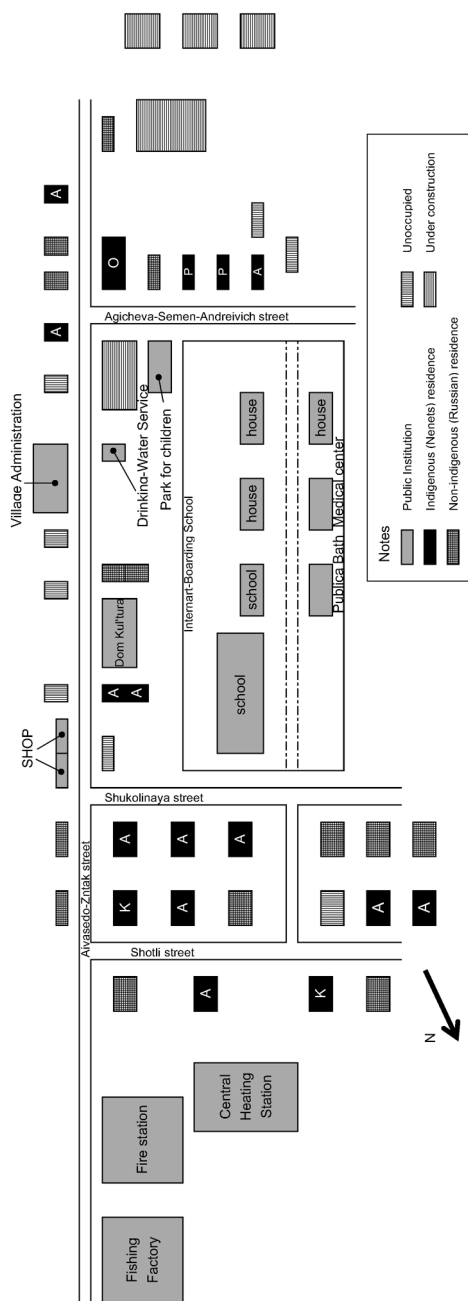 SHOP
Village Administration
A
A
Aivasedo-Zntak street
Fishing
Factory
Fire station
Central
Heating
Station
A
K
Shotli street
K
A
A
A
A
A
A
A
Shukolinaya street
A
A
Dom Kul'tura
Drinking-Water Service
Park for children
Internart-Boarding School
school
school
house
house
Publica Bath
Medical center
house
Agicheva-Semen-Andreivich street
O
P
P
A
N
Notes
Public Institution
Indigenous (Nenets) residence
Non-indigenous (Russian) residence
Unoccupied
Under construction